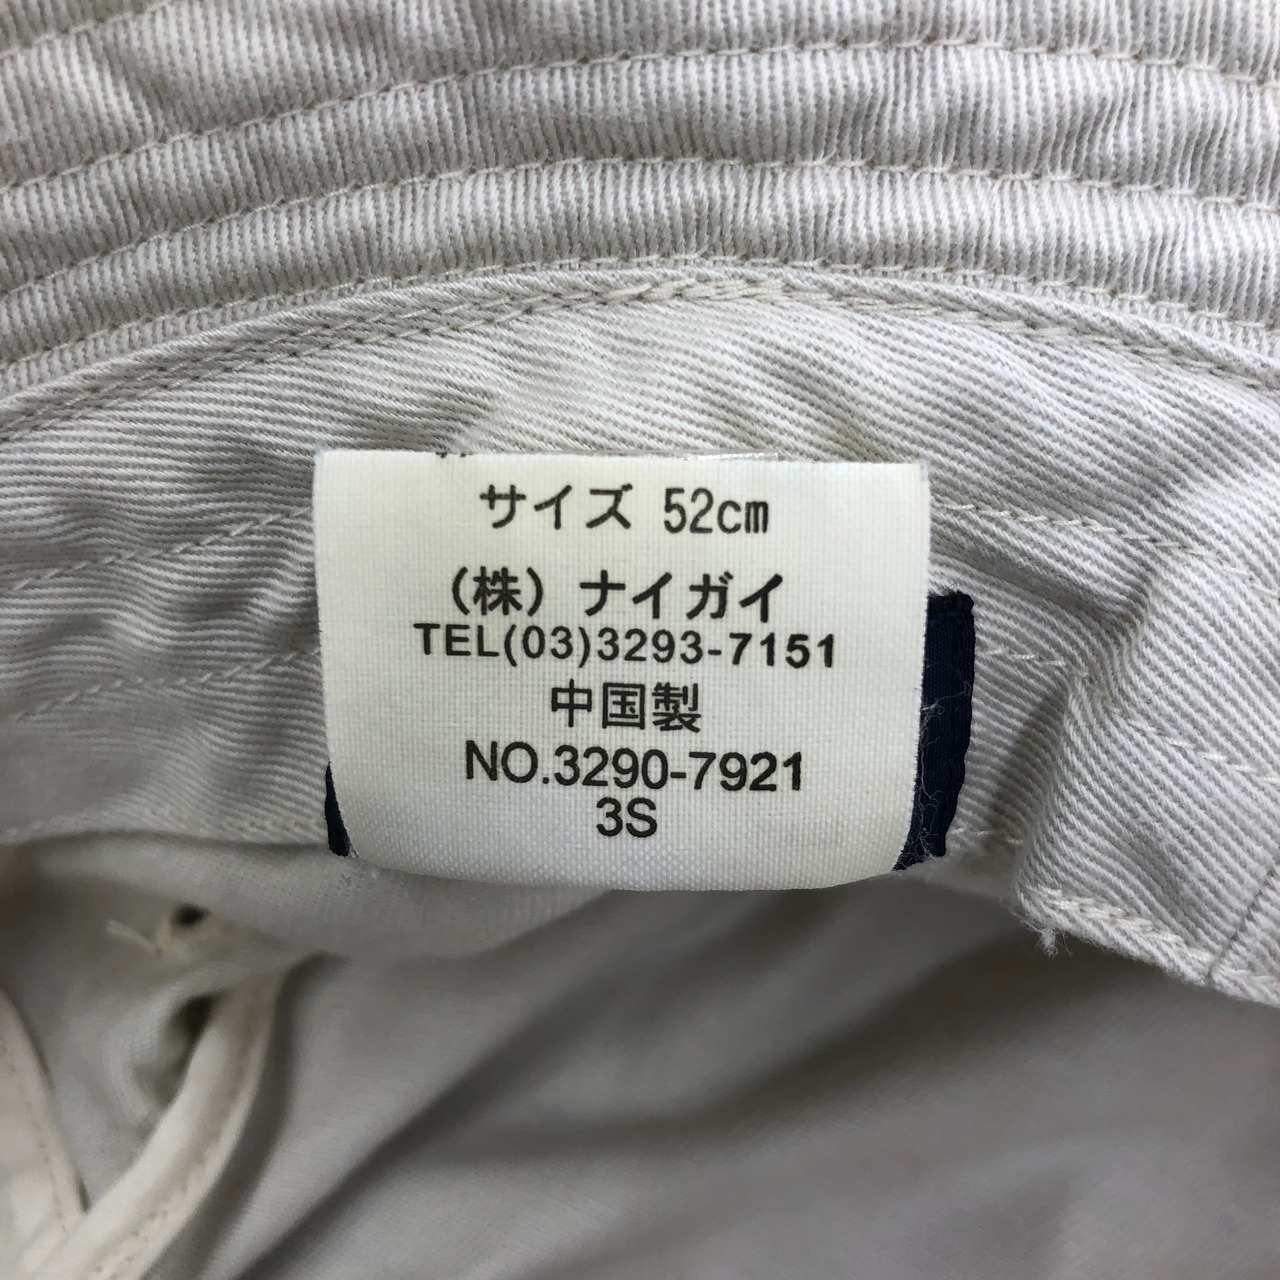 サイズ 52cm
(株) ナイガイ
TEL(03)3293-7151
中国製
NO.3290-7921
3S